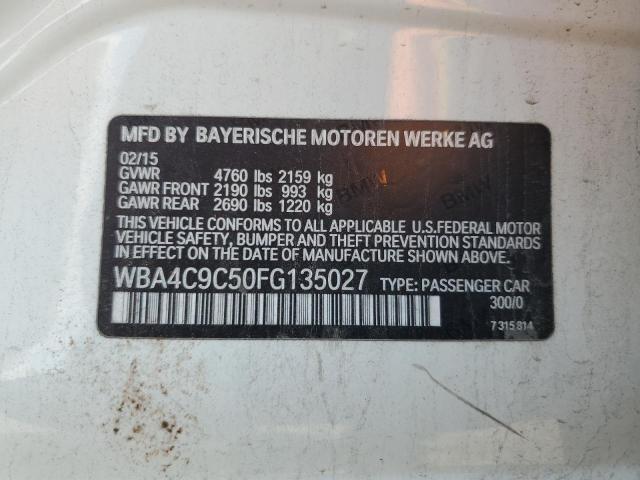 MFD BY BAYERISCHE MOTOREN WERKE AG
02/15
GVWR 4760 lbs 2159 kg
GAWR FRONT 2190 lbs 993 kg
GAWR REAR 2690 lbs 1220 kg
THIS VEHICLE CONFORMS TO ALL APPLICABLE U.S.FEDERAL MOTOR
VEHICLE SAFETY, BUMPER AND THEFT PREVENTION STANDARDS
IN EFFECT ON THE DATE OF MANUFACTURE SHOWN ABOVE.
WBA4C9C50FG135027 TYPE: PASSENGER CAR
300/0
7 315 814
BMW
BMW